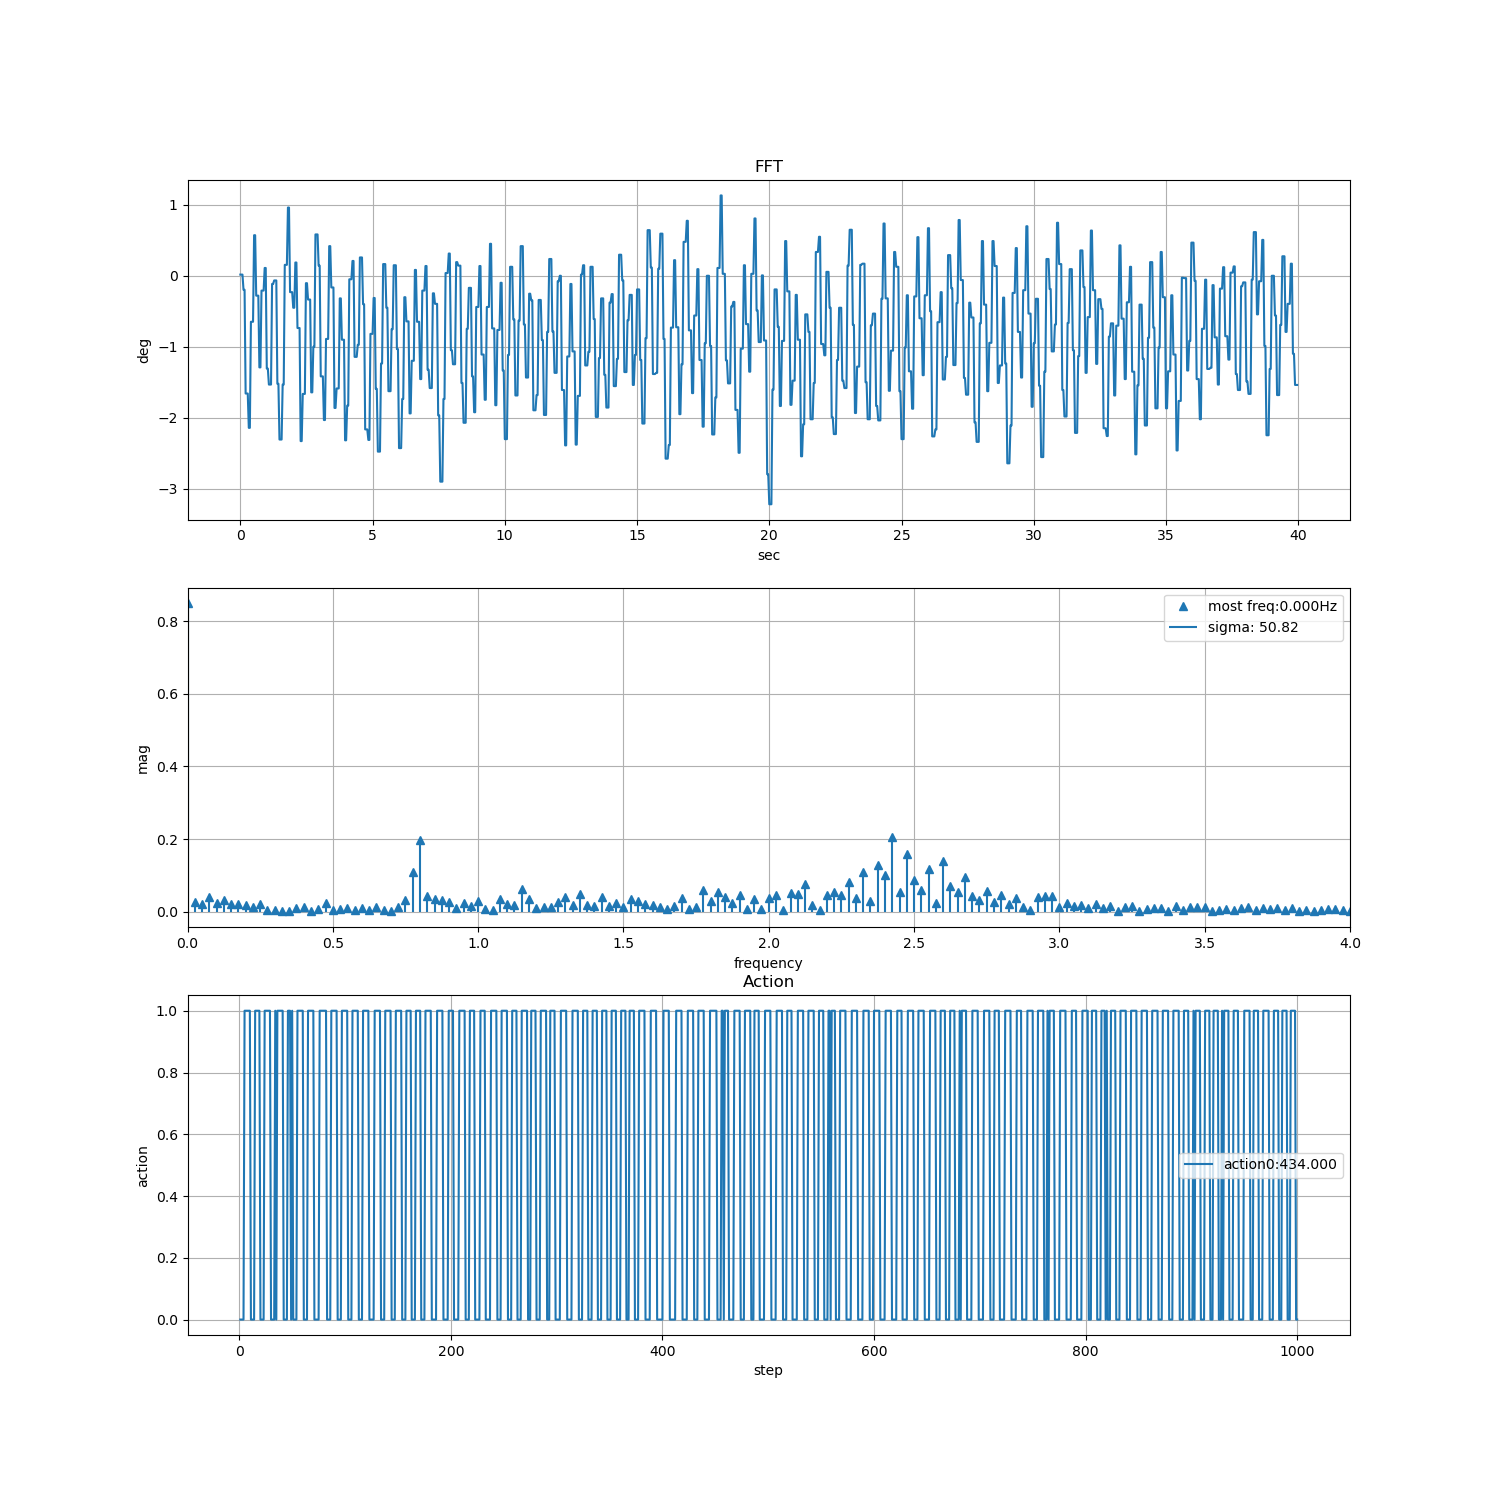 FFT
1
0
−1
−2
−3
deg
0 5 10 15 20 25 30 35 40
sec
most freq:0.000Hz
sigma: 50.82
0.8
0.6
0.4
0.2
0.0
mag
0.0 0.5 1.0 1.5 2.0 2.5 3.0 3.5 4.0
frequency
Action
1.0
0.8
0.6
0.4
0.2
0.0
action
action0:434.000
0 200 400 600 800 1000
step